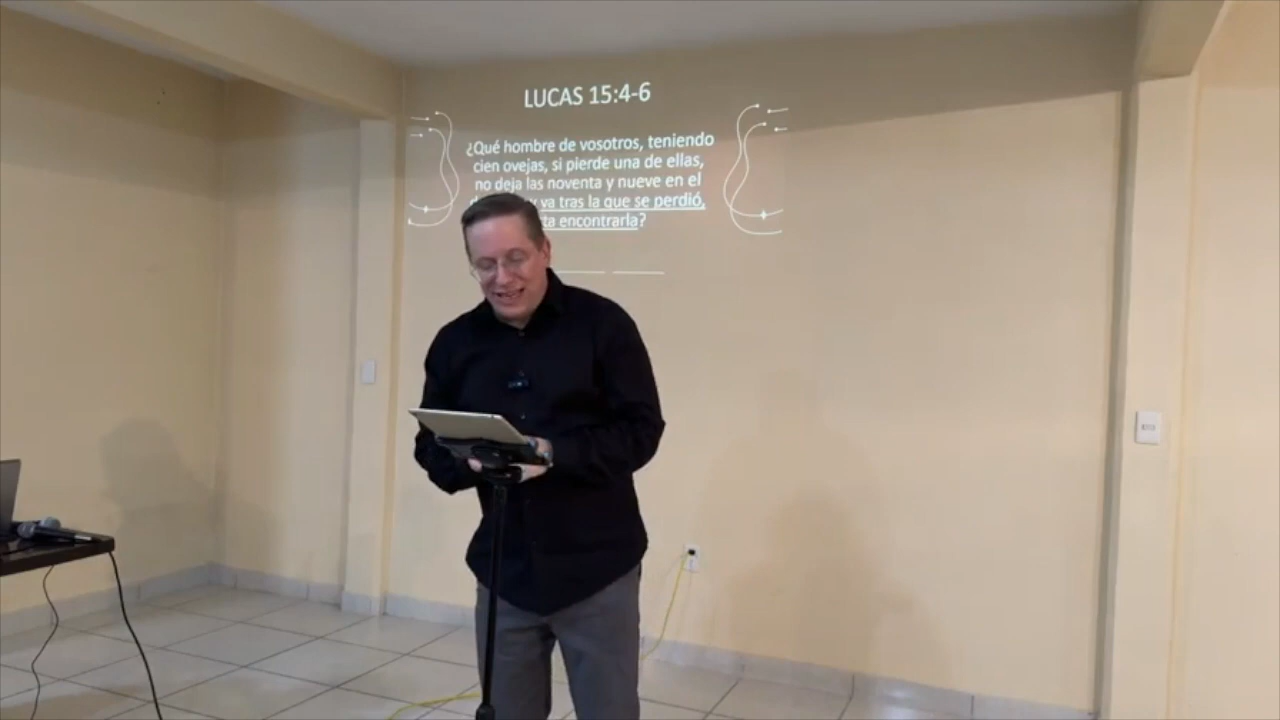 LUCAS 15:4-6
¿Qué hombre de vosotros, teniendo
cien ovejas, si pierde una de ellas,
no deja las noventa y nueve en el
y va tras la que se perdió,
encontrarla?